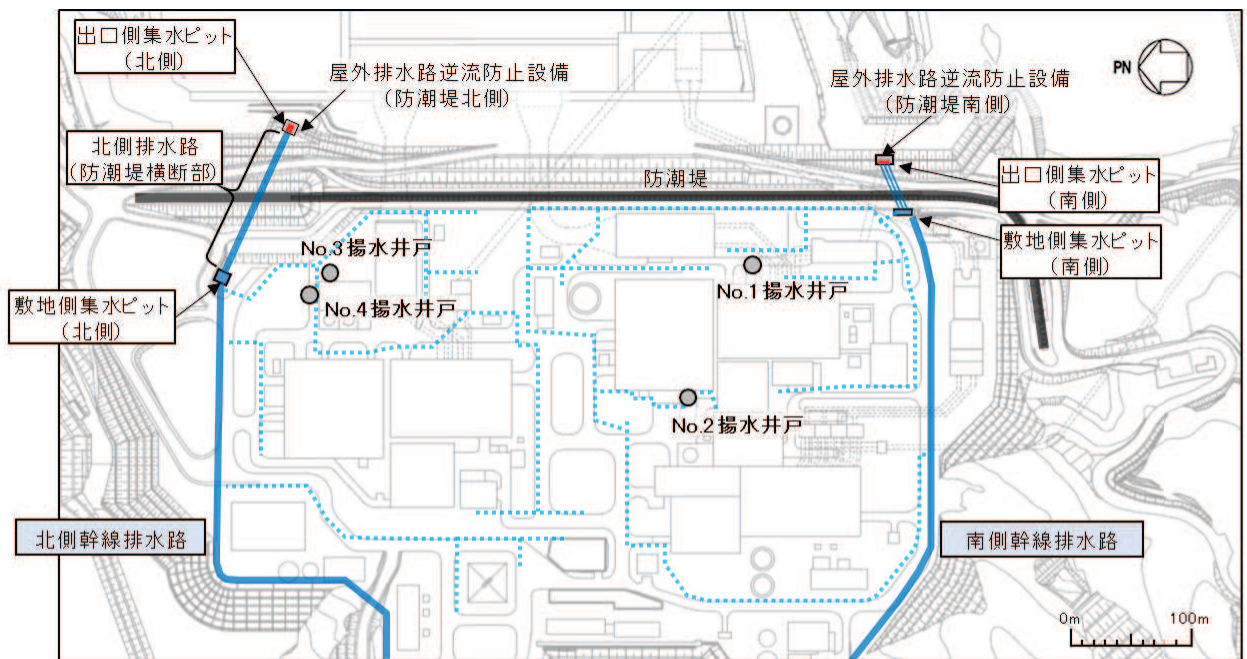 出口側集水ピット
(北側)
屋外排水路逆流防止設備
(防潮堤北側)
屋外排水路逆流防止設備
(防潮堤南側)
PN
北側排水路
(防潮堤横断部)
防潮堤
出口側集水ピット
(南側)
敷地側集水ピット
(南側)
No.3揚水井戸
No.1揚水井戸
敷地側集水ピット
(北側)
No.4揚水井戸
No.2揚水井戸
北側幹線排水路
南側幹線排水路
0m
100m